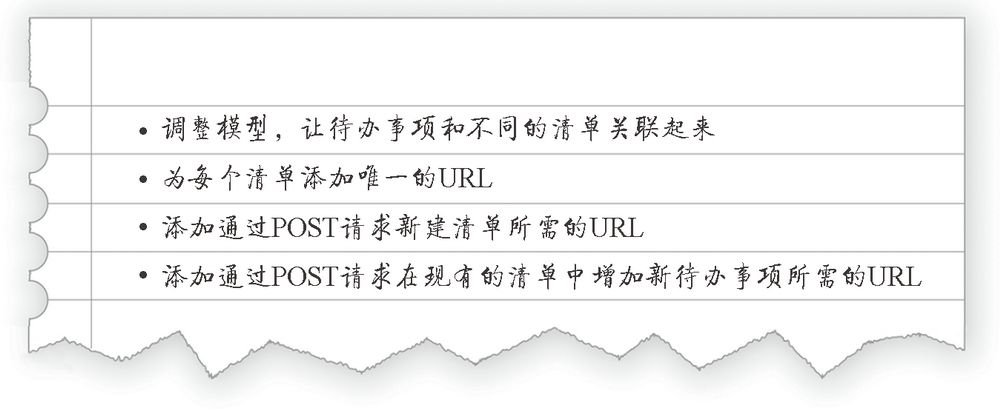 • 调整模型，让待办事项和不同的清单关联起来
• 为每个清单添加唯一的URL
• 添加通过POST请求新建清单所需的URL
• 添加通过POST请求在现有的清单中增加新待办事项所需的URL